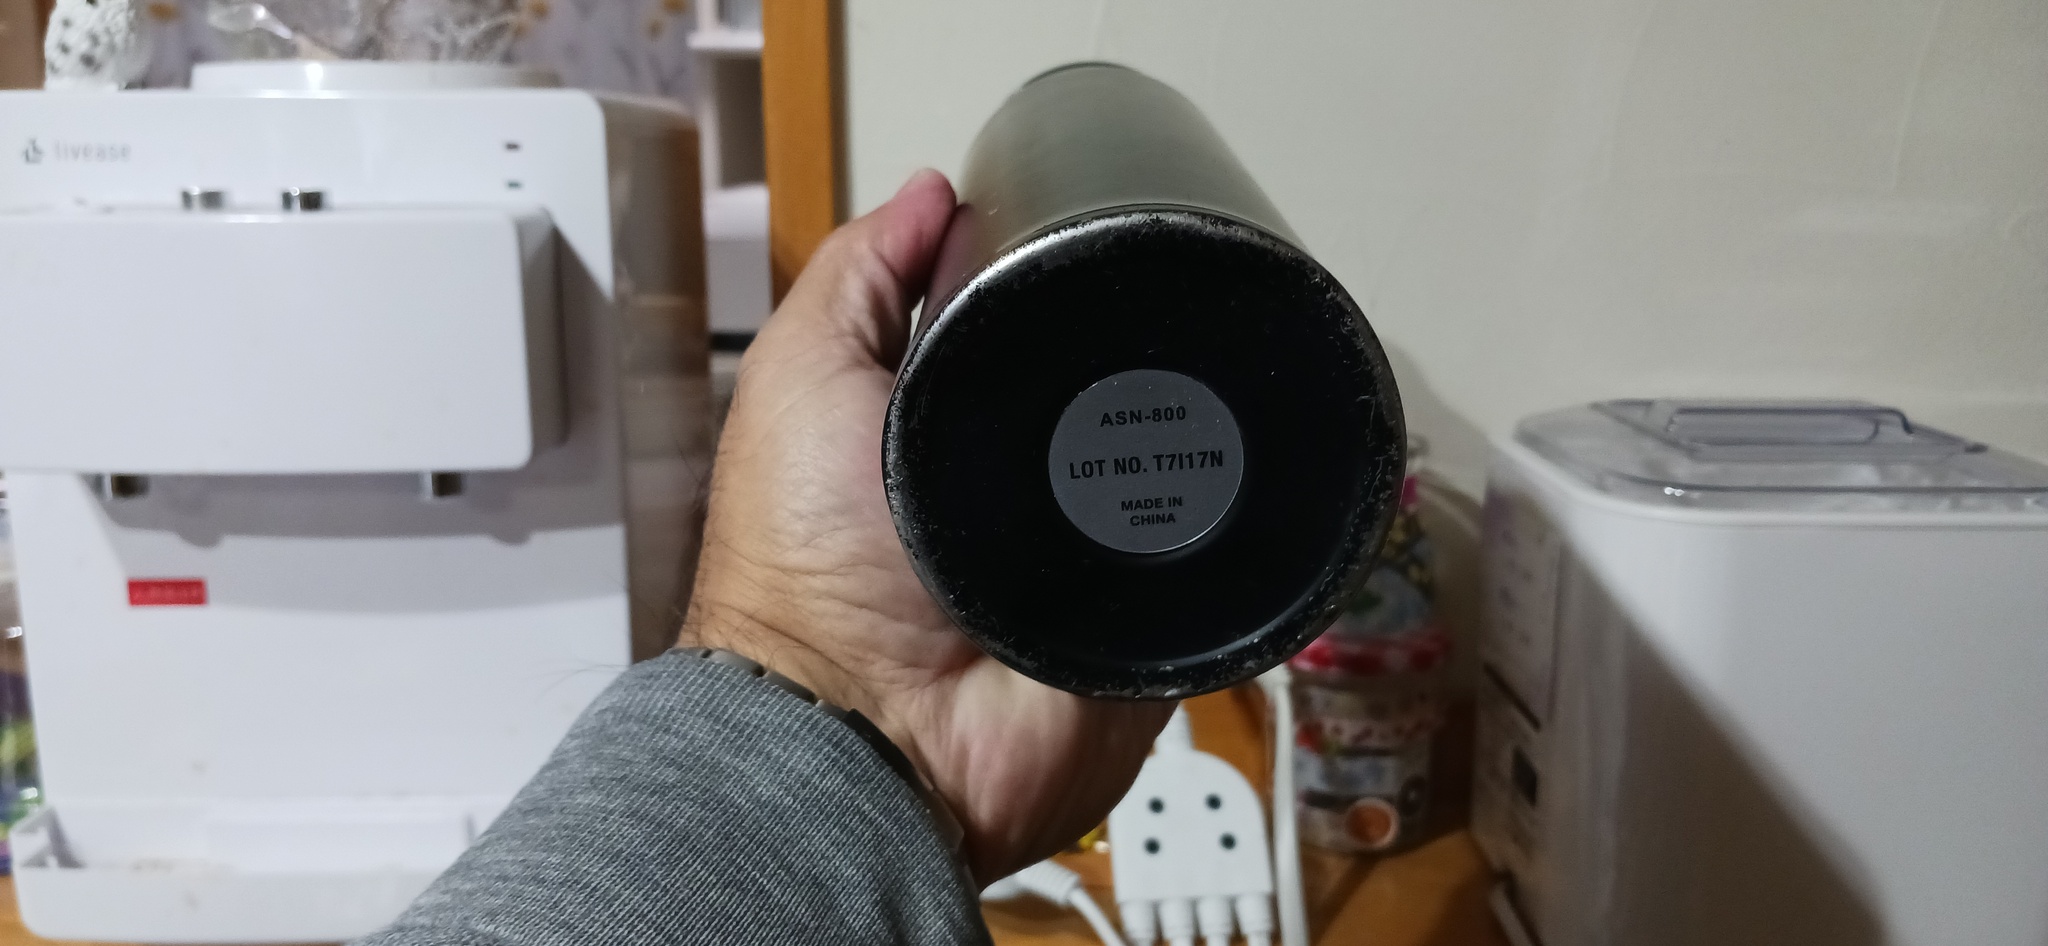 livease
ASN-800
LOT NO. T7I17N
MADE IN
CHINA